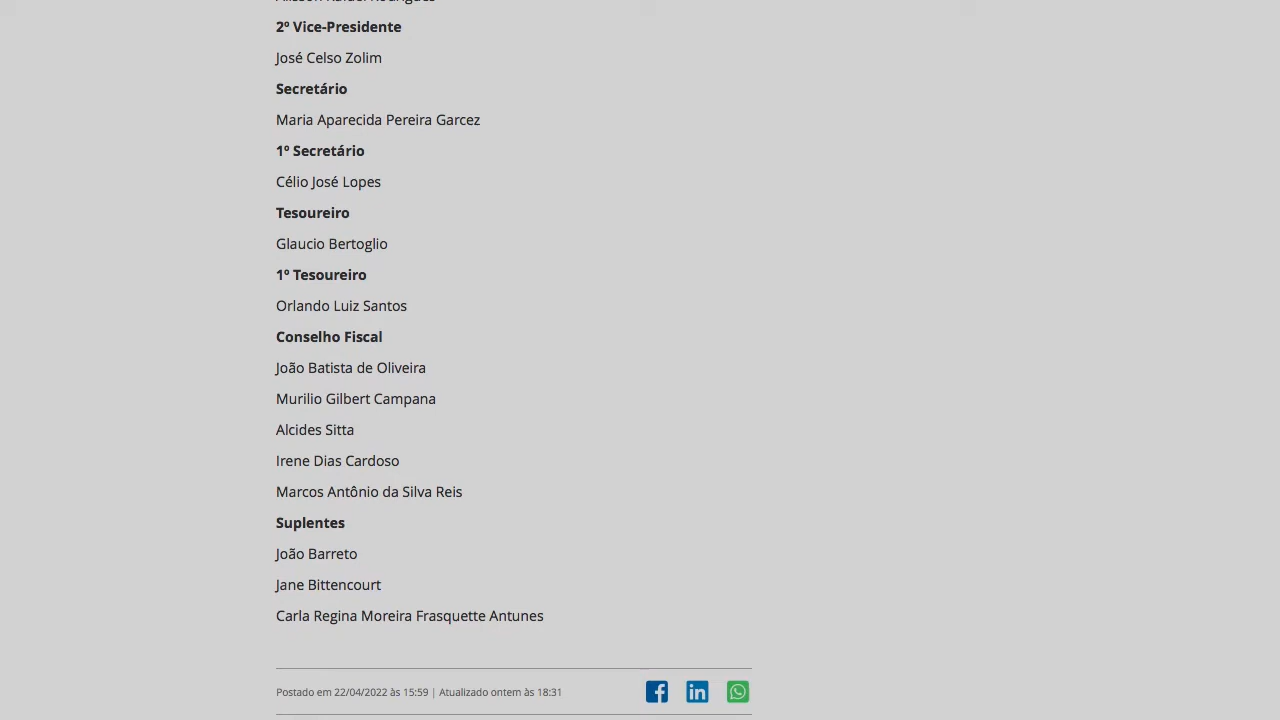 2º Vice-Presidente
José Celso Zolim
Secretário
Maria Aparecida Pereira Garcez
1º Secretário
Célio José Lopes
Tesoureiro
Glaucio Bertoglio
1º Tesoureiro
Orlando Luiz Santos
Conselho Fiscal
João Batista de Oliveira
Murilio Gilbert Campana
Alcides Sitta
Irene Dias Cardoso
Marcos Antônio da Silva Reis
Suplentes
João Barreto
Jane Bittencourt
Carla Regina Moreira Frasquette Antunes
Postado em 22/04/2022 às 15:59 | Atualizado ontem às 18:31